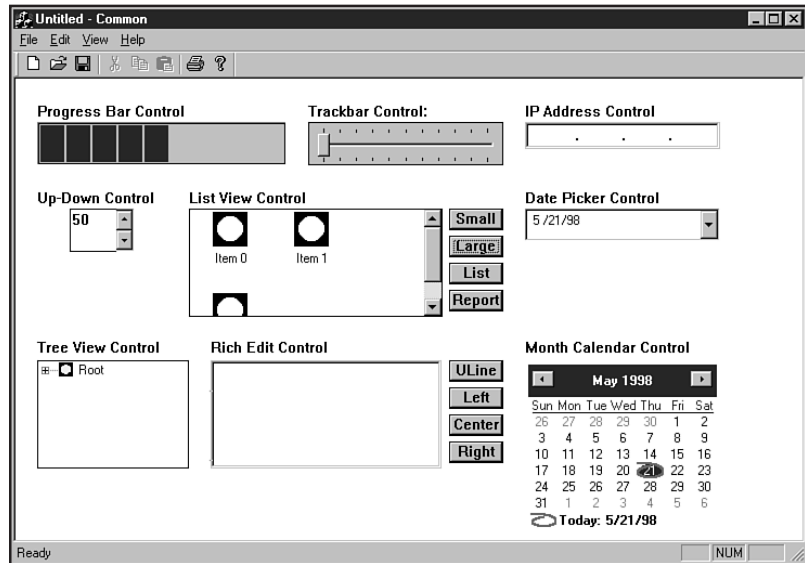 Untitled - Common
File Edit View Help
Progress Bar Control
Trackbar Control:
IP Address Control
. . .
Up-Down Control
50
List View Control
Item 0 Item 1
Small
Large
List
Report
Date Picker Control
5 /21/98
Tree View Control
Root
Rich Edit Control
ULine
Left
Center
Right
Month Calendar Control
May 1998
Sun Mon Tue Wed Thu Fri Sat
26 27 28 29 30 1 2
3 4 5 6 7 8 9
10 11 12 13 14 15 16
17 18 19 20 21 22 23
24 25 26 27 28 29 30
31 1 2 3 4 5 6
Today: 5/21/98
Ready
NUM